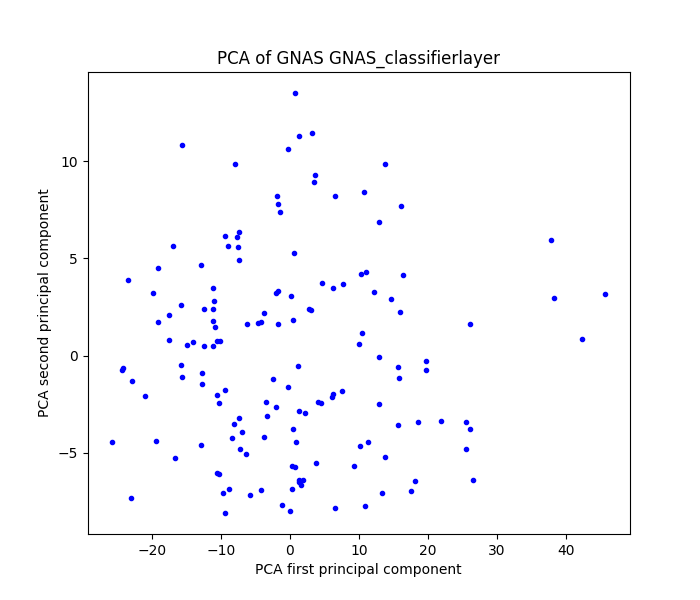 PCA of GNAS GNAS_classifierlayer
10
5
0
−5
PCA second principal component
−20 −10 0 10 20 30 40
PCA first principal component